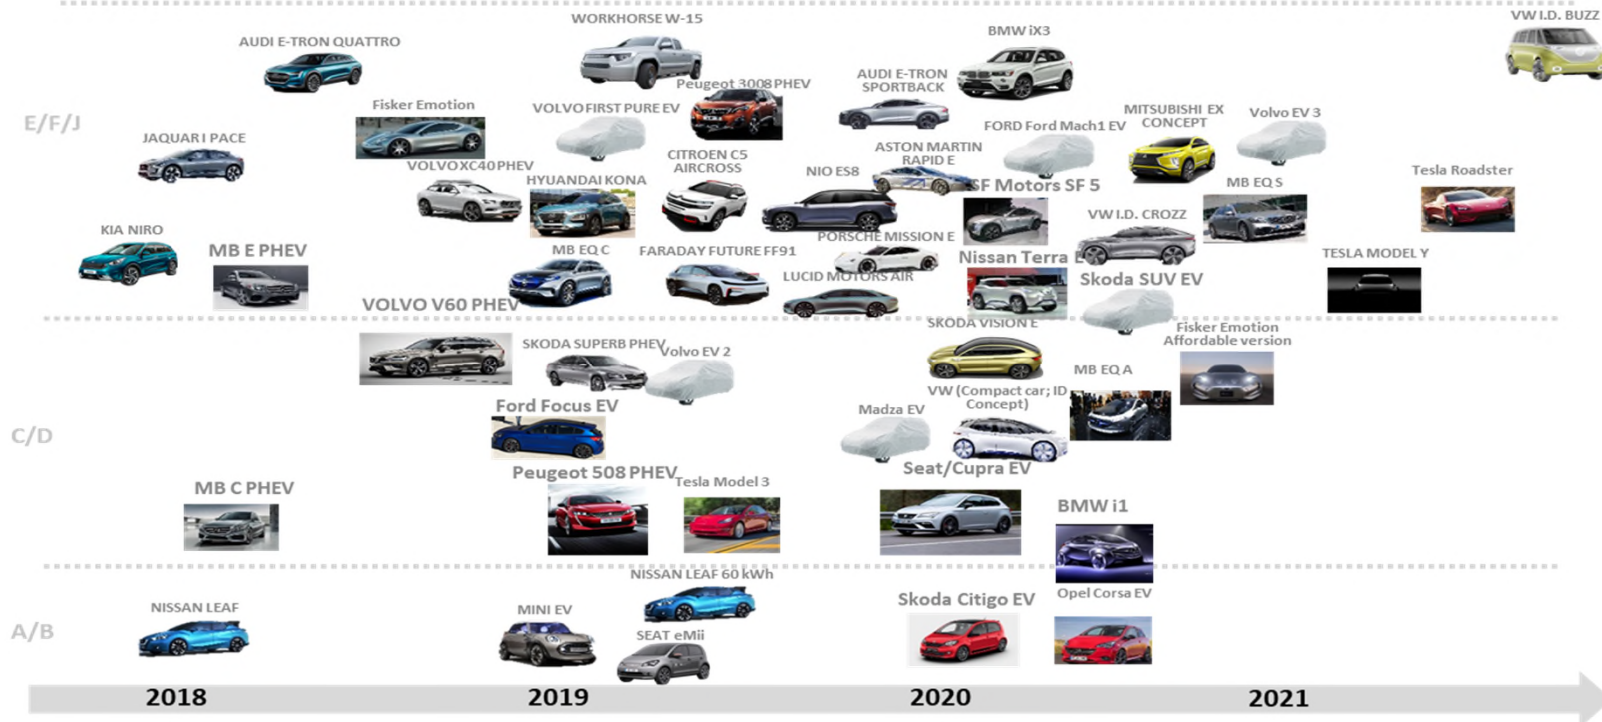 WORKHORSE W-15
VW I.D. BUZZ
AUDI E-TRON QUATTRO
BMW iX3
AUDI E-TRON
SPORTBACK
Peugeot 3008 PHEV
Fisker Emotion
VOLVO FIRST PURE EV
MITSUBISHI EX
CONCEPT
Volvo EV 3
E/F/J
FORD Ford Mach1 EV
JAQUAR I PACE
ASTON MARTIN
RAPID E
CITROEN C5
AIRCROSS
VOLVO XC40 PHEV
NIO ES8
Tesla Roadster
HYUANDAI KONA
SF Motors SF 5
MB EQ S
VW I.D. CROZZ
KIA NIRO
PORSCHE MISSION E
MB E PHEV
MB EQ C
FARADAY FUTURE FF91
Nissan Terra E
TESLA MODEL Y
LUCID MOTORS AIR
Skoda SUV EV
VOLVO V60 PHEV
SKODA VISION E
Fisker Emotion
Affordable version
SKODA SUPERB PHEV
Volvo EV 2
MB EQ A
VW (Compact car; ID
Concept)
Ford Focus EV
Madza EV
C/D
Seat/Cupra EV
Peugeot 508 PHEV
Tesla Model 3
MB C PHEV
BMW i1
NISSAN LEAF 60 kWh
Opel Corsa EV
Skoda Citigo EV
NISSAN LEAF
MINI EV
A/B
SEAT eMii
2018
2019
2020
2021